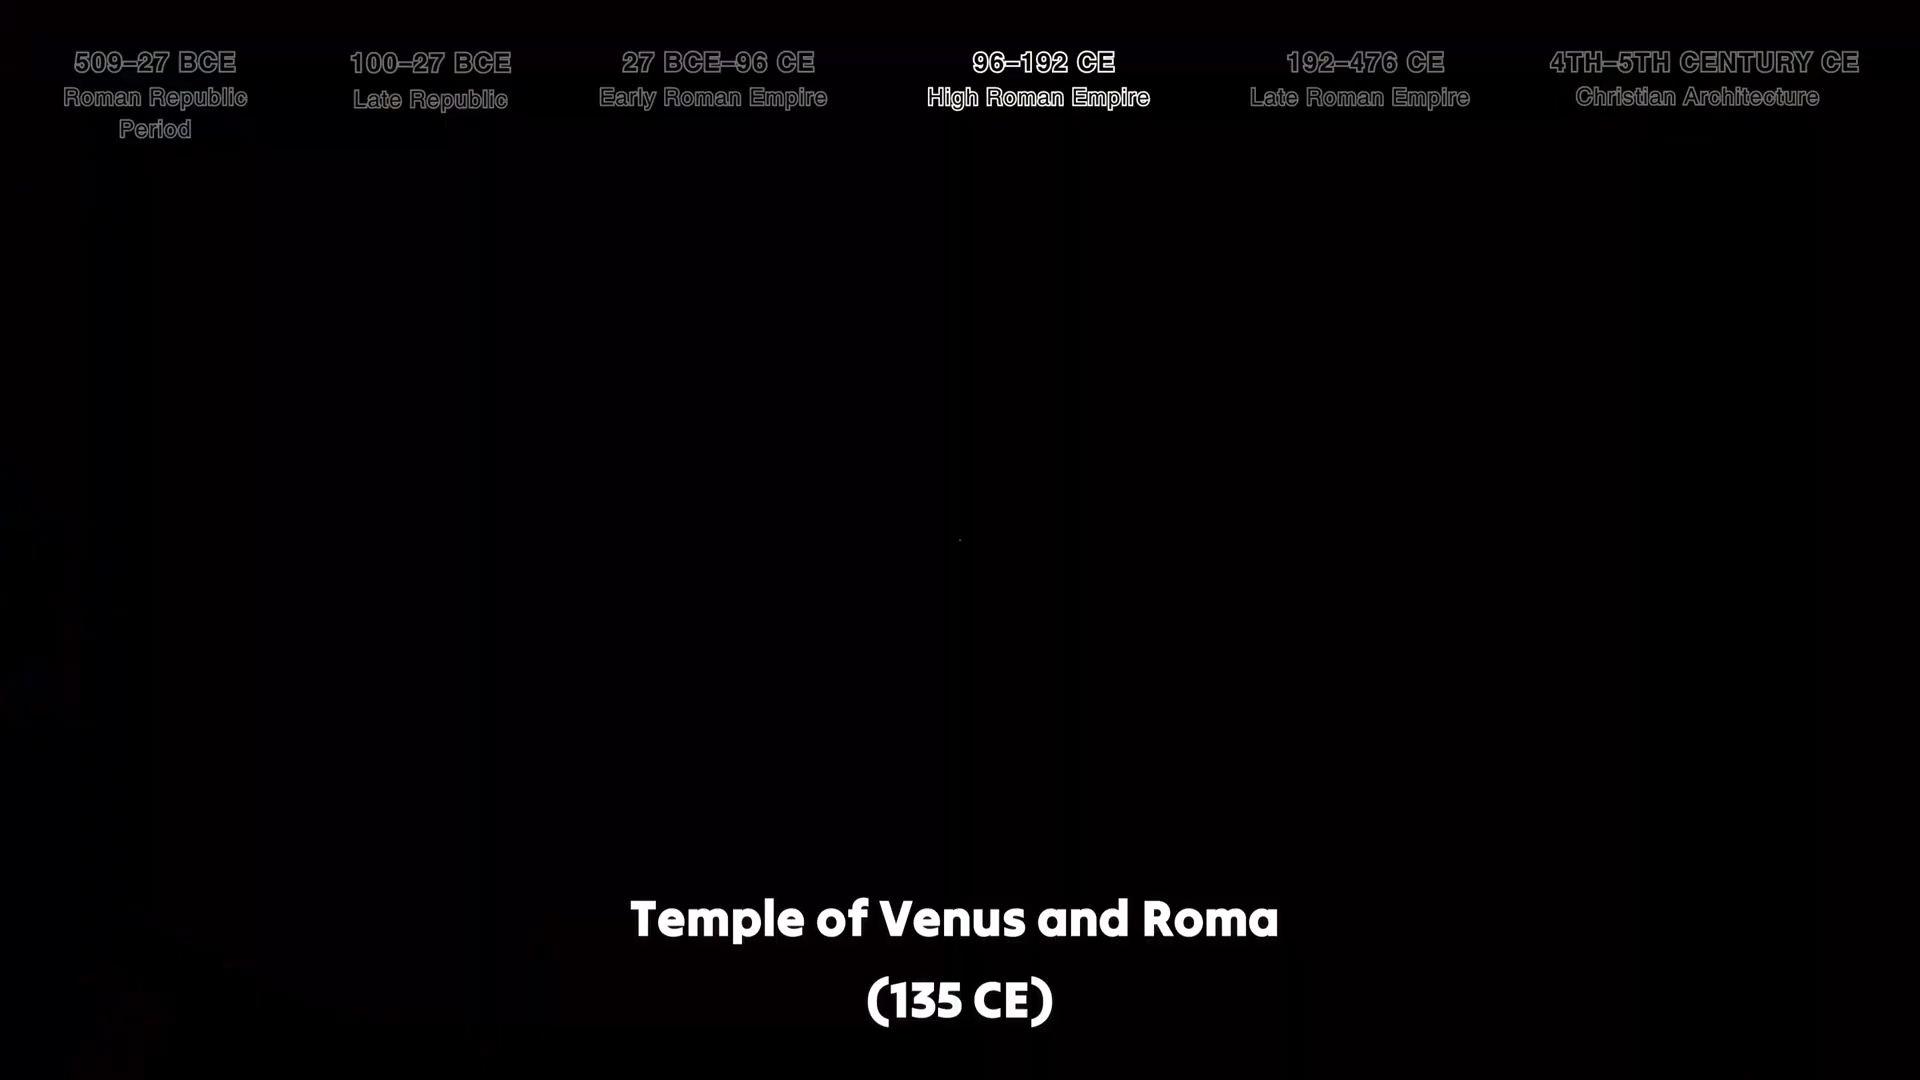 509–27 BCE
Roman Republic
Period
100–27 BCE
Late Republic
27 BCE–96 CE
Early Roman Empire
96–192 CE
High Roman Empire
192–476 CE
Late Roman Empire
4TH–5TH CENTURY CE
Christian Architecture
Temple of Venus and Roma
(135 CE)